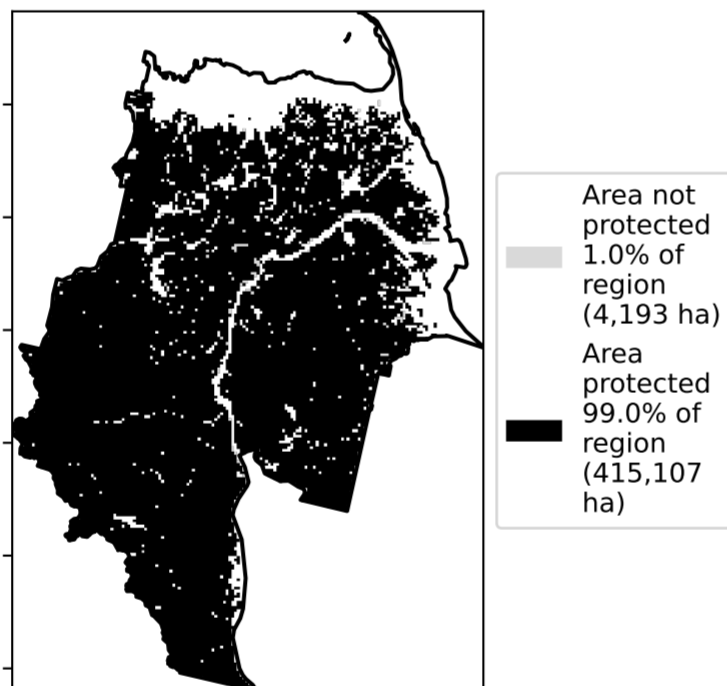 Area not
protected
1.0% of
region
(4,193 ha)
Area
protected
99.0% of
region
(415,107
ha)